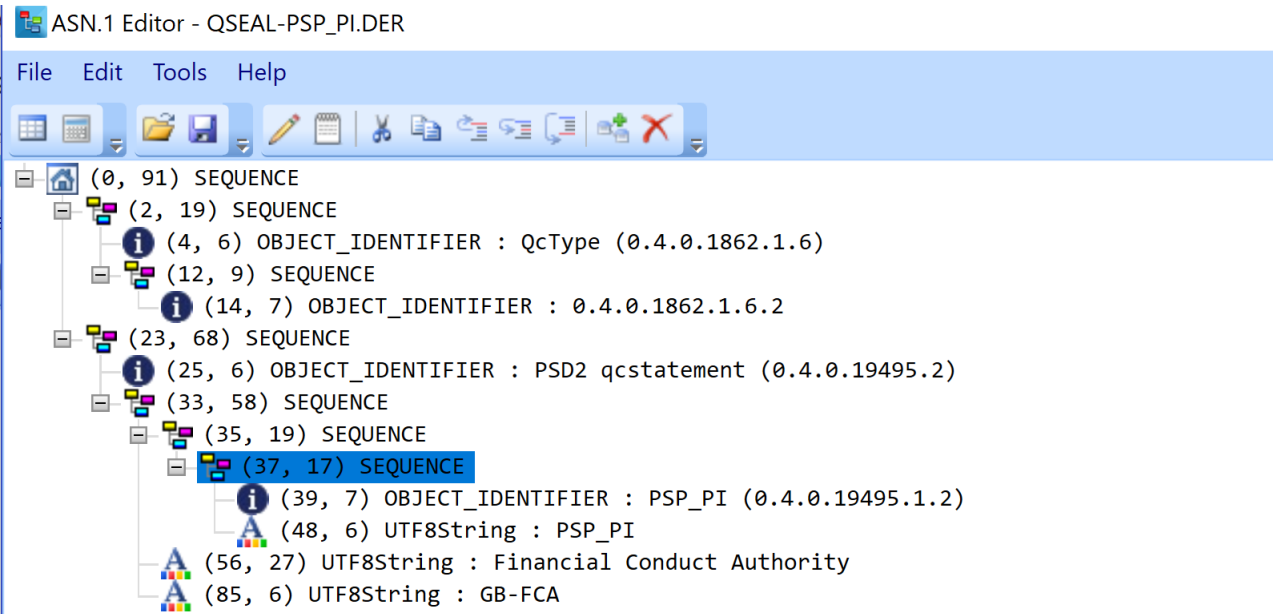 ASN.1 Editor - QSEAL-PSP_PI.DER
File Edit Tools Help
(0, 91) SEQUENCE
(2, 19) SEQUENCE
(4, 6) OBJECT_IDENTIFIER : QcType (0.4.0.1862.1.6)
(12, 9) SEQUENCE
(14, 7) OBJECT_IDENTIFIER : 0.4.0.1862.1.6.2
(23, 68) SEQUENCE
(25, 6) OBJECT_IDENTIFIER : PSD2 qcstatement (0.4.0.19495.2)
(33, 58) SEQUENCE
(35, 19) SEQUENCE
(37, 17) SEQUENCE
(39, 7) OBJECT_IDENTIFIER : PSP_PI (0.4.0.19495.1.2)
(48, 6) UTF8String : PSP_PI
(56, 27) UTF8String : Financial Conduct Authority
(85, 6) UTF8String : GB-FCA